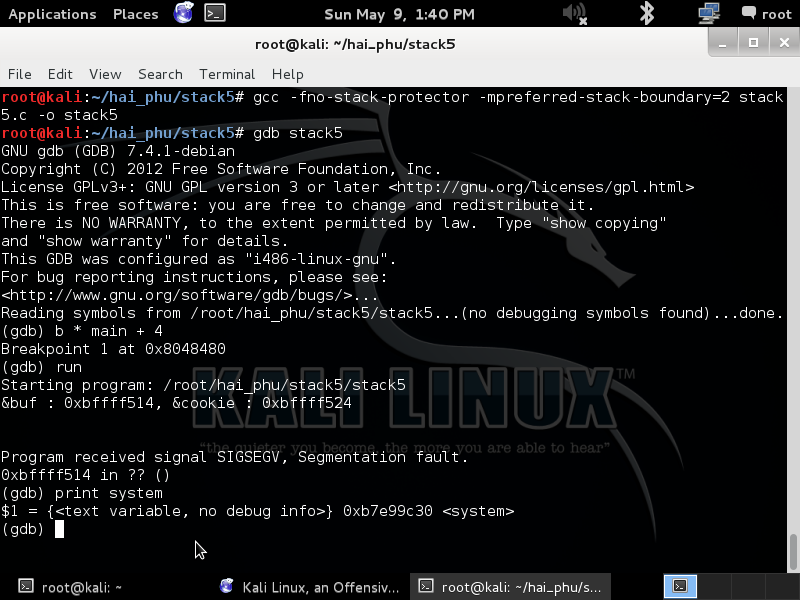 Applications Places Sun May 9, 1:40 PM root
root@kali: ~/hai_phu/stack5
File Edit View Search Terminal Help
root@kali:~/hai_phu/stack5# gcc -fno-stack-protector -mpreferred-stack-boundary=2 stack
5.c -o stack5
root@kali:~/hai_phu/stack5# gdb stack5
GNU gdb (GDB) 7.4.1-debian
Copyright (C) 2012 Free Software Foundation, Inc.
License GPLv3+: GNU GPL version 3 or later <http://gnu.org/licenses/gpl.html>
This is free software: you are free to change and redistribute it.
There is NO WARRANTY, to the extent permitted by law.  Type "show copying"
and "show warranty" for details.
This GDB was configured as "i486-linux-gnu".
For bug reporting instructions, please see:
<http://www.gnu.org/software/gdb/bugs/>...
Reading symbols from /root/hai_phu/stack5/stack5...(no debugging symbols found)...done.
(gdb) b * main + 4
Breakpoint 1 at 0x8048480
(gdb) run
Starting program: /root/hai_phu/stack5/stack5
&buf : 0xbffff514, &cookie : 0xbffff524
KALI LINUX™
“the quieter you become, the more you are able to hear”
Program received signal SIGSEGV, Segmentation fault.
0xbffff514 in ?? ()
(gdb) print system
$1 = {<text variable, no debug info>} 0xb7e99c30 <system>
(gdb)
root@kali: ~ Kali Linux, an Offensiv... root@kali: ~/hai_phu/s...